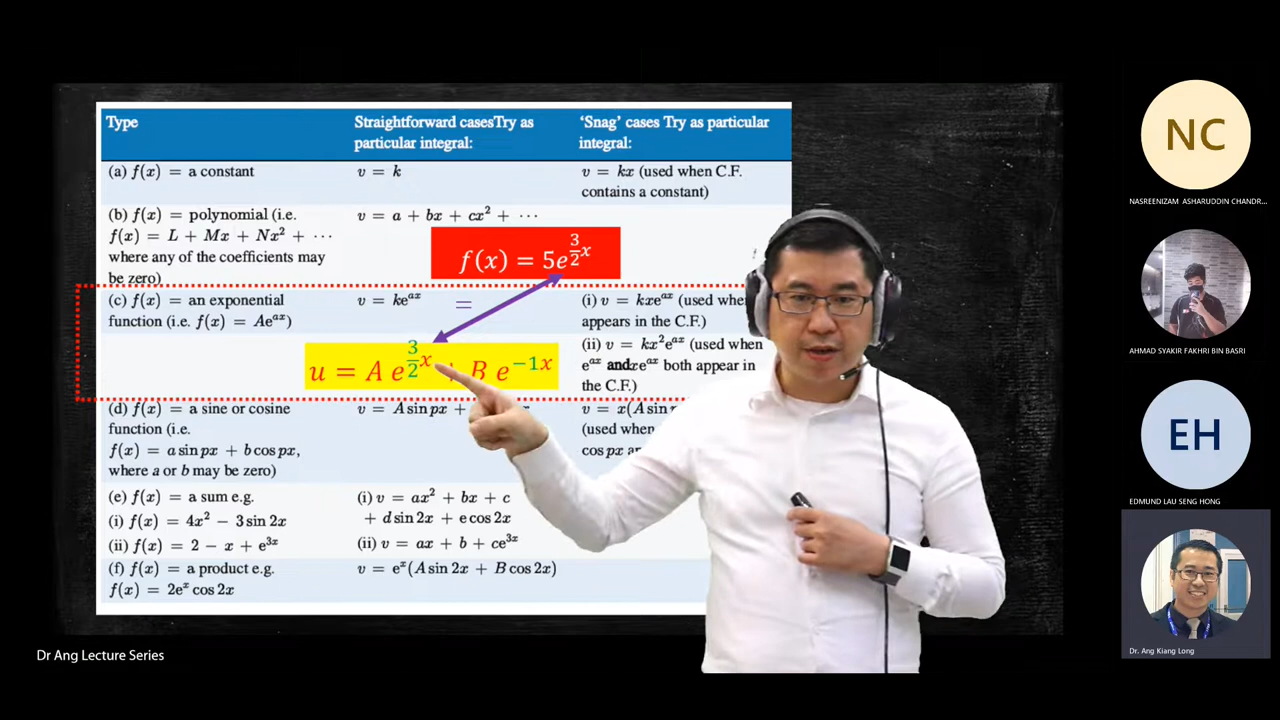 Type
Straightforward casesTry as particular integral:
'Snag' cases Try as particular integral:
(a) f(x) = a constant
v = k
v = kx (used when C.F. contains a constant)
(b) f(x) = polynomial (i.e.
f(x) = L + Mx + Nx² + ···
where any of the coefficients may
be zero)
v = a + bx + cx² + ···
f(x) = 5e^{3/2 x}
(c) f(x) = an exponential
function (i.e. f(x) = Ae^{ax})
v = ke^{ax}
=
(i) v = kxe^{ax} (used
appears in the C.F.)
(ii) v = kx²e^{ax} (used when
e^{ax} andxe^{ax} both appear in
the C.F.)
u = A e^{3/2 x} + B e^{−1x}
(d) f(x) = a sine or cosine
function (i.e.
f(x) = a sin px + b cos px,
where a or b may be zero)
v = A sin px +
v = x(A sin
(used when
cos px
(e) f(x) = a sum e.g.
(i) f(x) = 4x² − 3 sin 2x
(ii) f(x) = 2 − x + e^{3x}
(i) v = ax² + bx + c
+ d sin 2x + e cos 2x
(ii) v = ax + b + ce^{3x}
(f) f(x) = a product e.g.
f(x) = 2e^x cos 2x
v = e^x(A sin 2x + B cos 2x)
Dr Ang Lecture Series
NC
NASREENIZAM ASHARUDDIN CHANDR...
AHMAD SYAKIR FAKHRI BIN BASRI
EH
EDMUND LAU SENG HONG
Dr. Ang Kiang Long